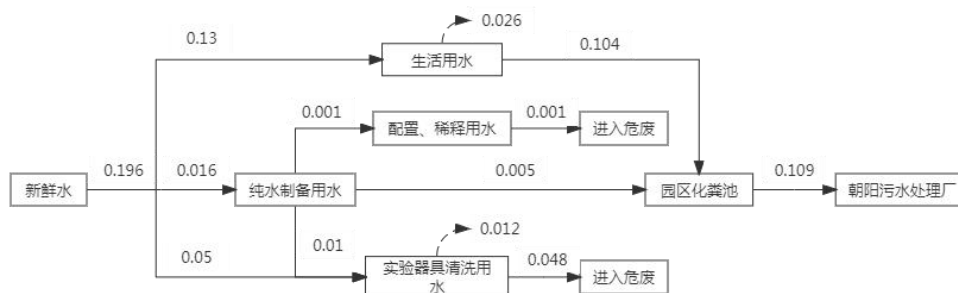 0.026
0.13
0.104
生活用水
0.001
0.001
配置、稀释用水
进入危废
新鲜水
0.196
0.016
纯水制备用水
0.005
园区化粪池
0.109
朝阳污水处理厂
0.012
0.05
0.01
实验器具清洗用
水
0.048
进入危废